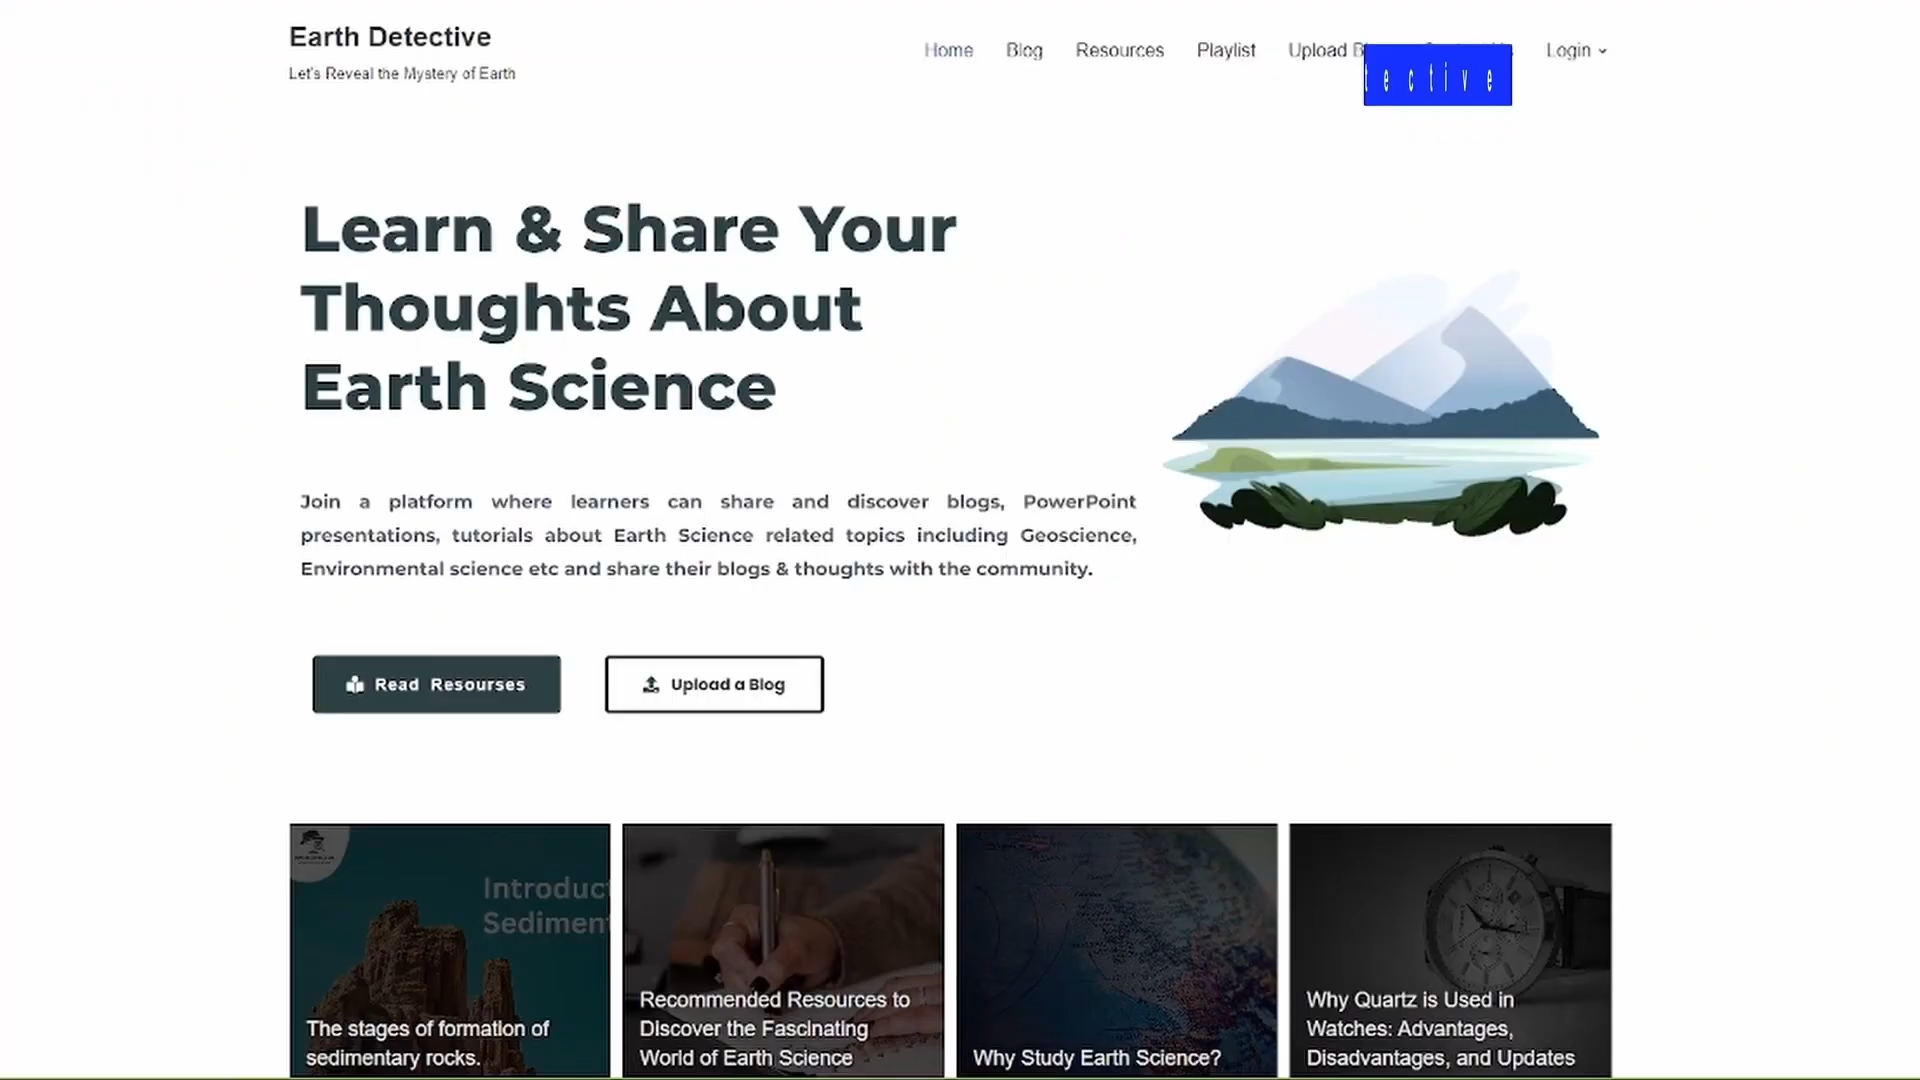 Earth Detective
Let's Reveal the Mystery of Earth
Home Blog Resources Playlist Upload Login
tective
Learn & Share Your
Thoughts About
Earth Science
Join a platform where learners can share and discover blogs, PowerPoint
presentations, tutorials about Earth Science related topics including Geoscience,
Environmental science etc and share their blogs & thoughts with the community.
Read Resourses
Upload a Blog
Introduct
Sediment
The stages of formation of
sedimentary rocks.
Recommended Resources to
Discover the Fascinating
World of Earth Science
Why Study Earth Science?
Why Quartz is Used in
Watches: Advantages,
Disadvantages, and Updates